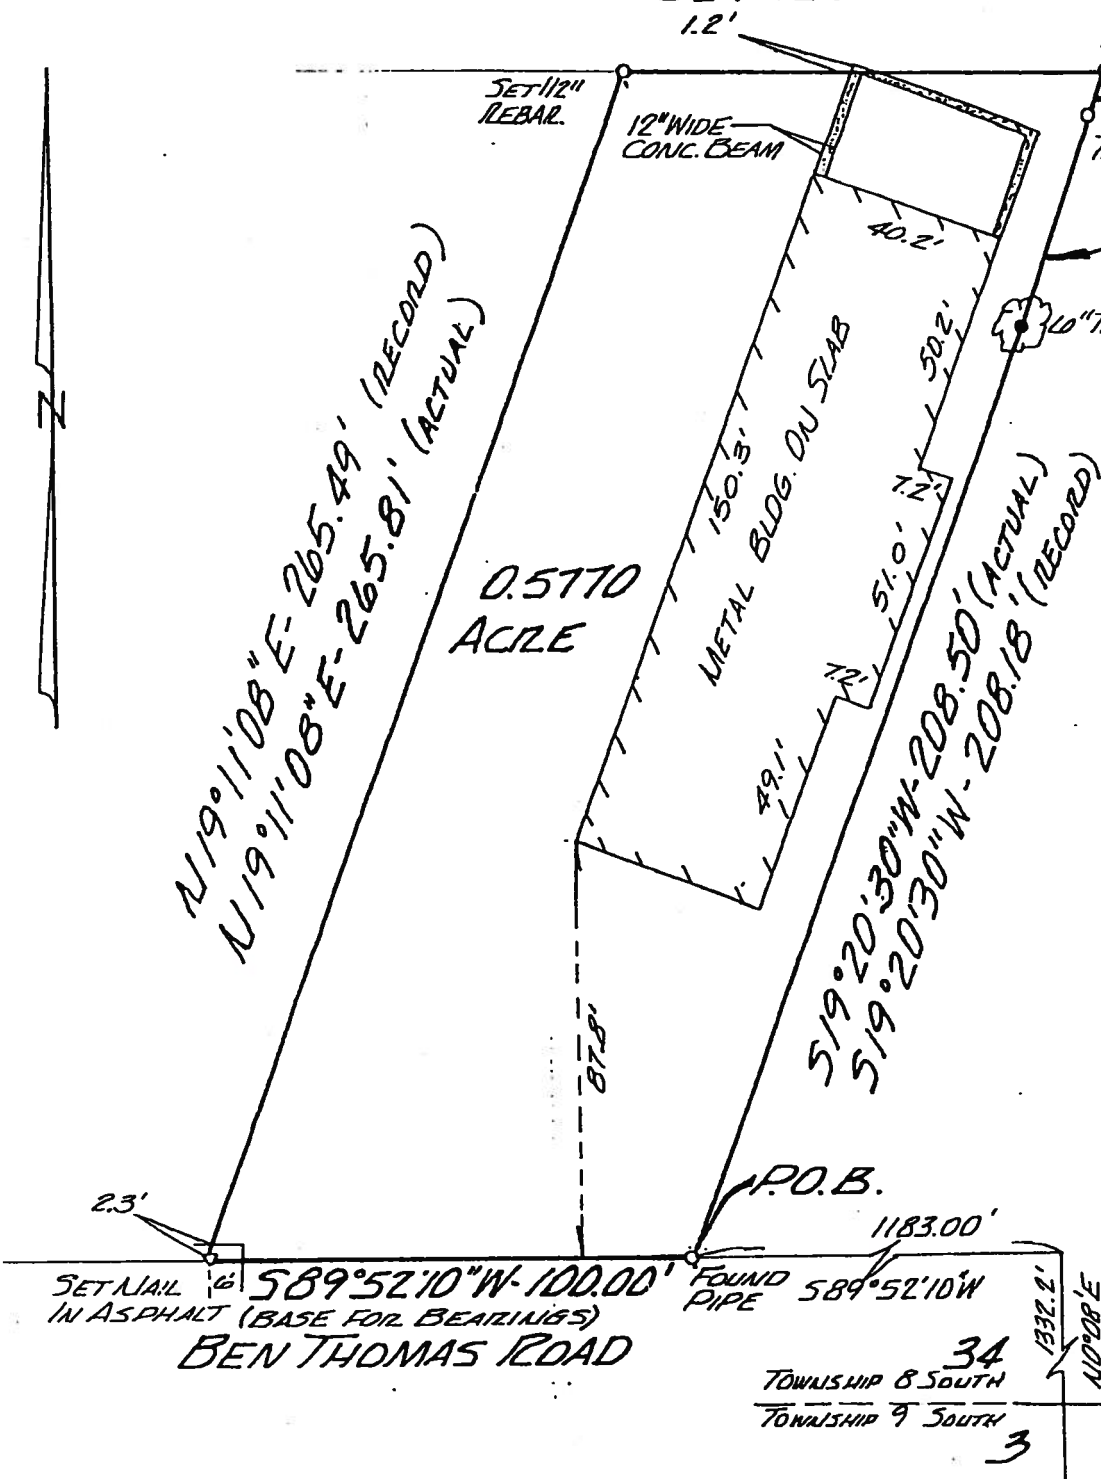 1.2'
SET 1/2"
REBAR.
12" WIDE
CONC. BEAM
40.2'
N
N19°11'08"E-265.49' (RECORD)
N19°11'08"E-265.81' (ACTUAL)
50.2'
150.3'
METAL BLDG. ON SLAB
7.2'
51.0'
0.5770
ACRE
7.2'
49.1'
S19°20'30"W-208.50' (ACTUAL)
S19°20'30"W-208.18' (RECORD)
87.8'
P.O.B.
2.3'
1183.00'
SET NAIL
IN ASPHALT
S89°52'10"W-100.00'
(BASE FOR BEARINGS)
FOUND
PIPE
S89°52'10"W
BEN THOMAS ROAD
1332.2'
N0°08'E
34
TOWNSHIP 8 SOUTH
TOWNSHIP 9 SOUTH
3